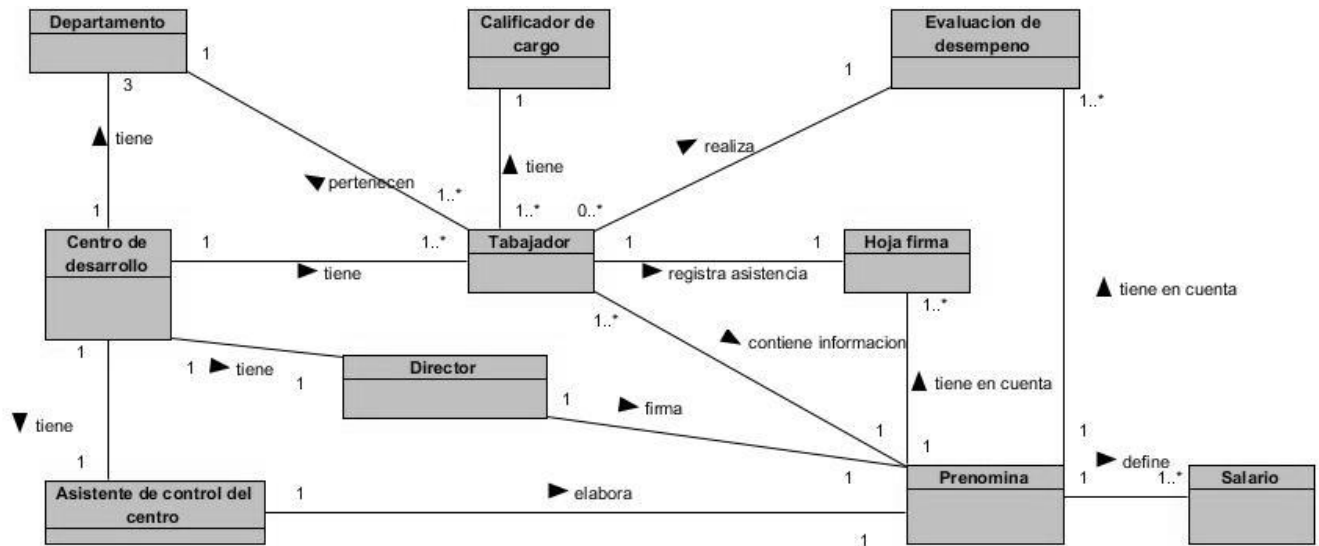 Departamento
Calificador de
cargo
Evaluacion de
desempeno
1
3
1
1
1..*
tiene
tiene
realiza
pertenecen
1..*
1..*
0..*
1
Centro de
desarrollo
1
1..*
Tabajador
1
1
Hoja firma
tiene
registra asistencia
tiene en cuenta
1..*
1..*
contiene informacion
1
1
tiene
1
Director
tiene en cuenta
1
firma
tiene
1
1
1
1
define
1
Asistente de control del
centro
1
elabora
1
Prenomina
1
1..*
Salario
1